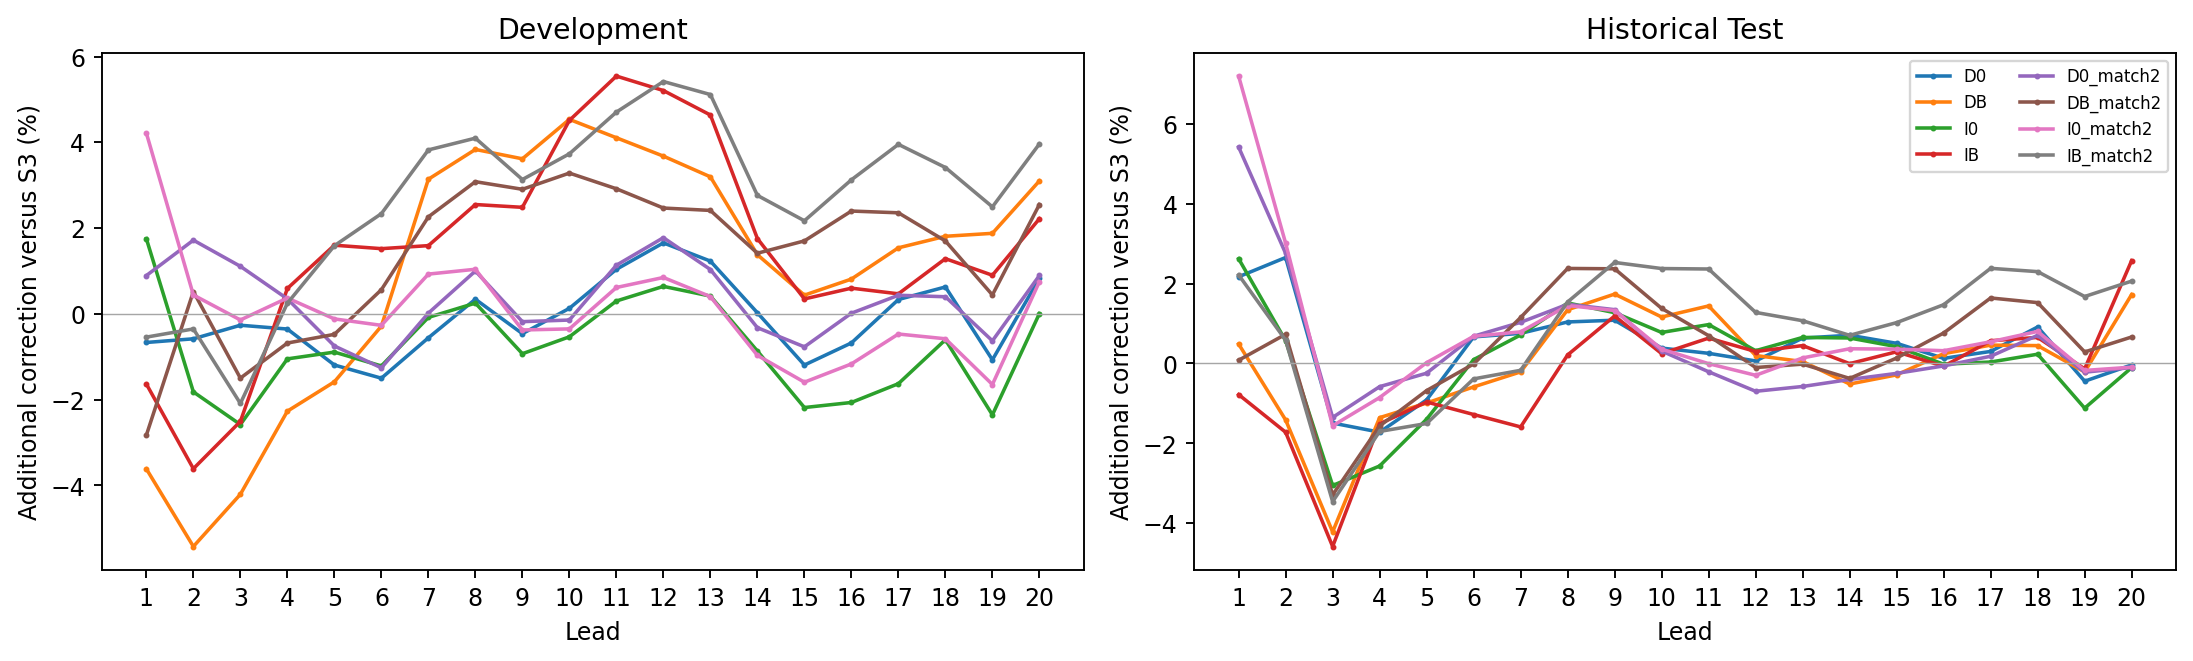 Development
Additional correction versus S3 (%)
6
4
2
0
−2
−4
1 2 3 4 5 6 7 8 9 10 11 12 13 14 15 16 17 18 19 20
Lead
Historical Test
Additional correction versus S3 (%)
6
4
2
0
−2
−4
D0
DB
I0
IB
D0_match2
DB_match2
I0_match2
IB_match2
1 2 3 4 5 6 7 8 9 10 11 12 13 14 15 16 17 18 19 20
Lead